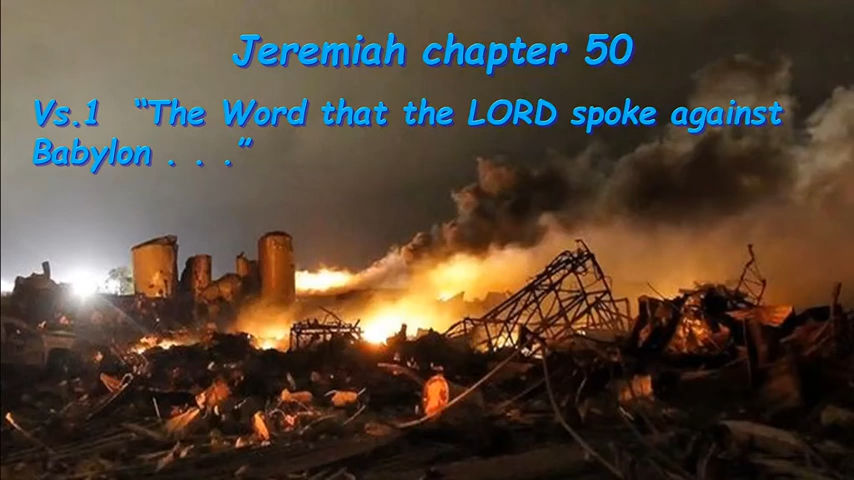 Jeremiah chapter 50
Vs.1 “The Word that the LORD spoke against
Babylon . . .”